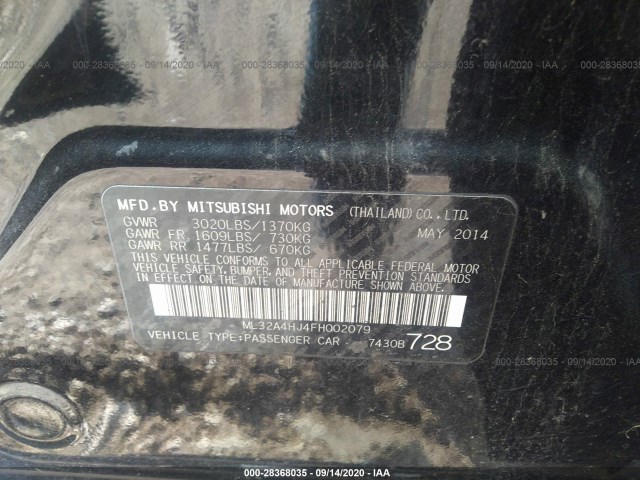 000-28368035 - 09/14/2020 - IAA
MFD.BY MITSUBISHI MOTORS (THAILAND) CO., LTD.
GVWR 3020LBS/1370KG MAY 2014
GAWR FR 1609LBS/ 730KG
GAWR RR 1477LBS/ 670KG
THIS VEHICLE CONFORMS TO ALL APPLICABLE FEDERAL MOTOR
VEHICLE SAFETY, BUMPER, AND THEFT PREVENTION STANDARDS
IN EFFECT ON THE DATE OF MANUFACTURE SHOWN ABOVE.
ML32A4HJ4FH002079
VEHICLE TYPE:PASSENGER CAR 7430B 728
000-28368035 - 09/14/2020 - IAA